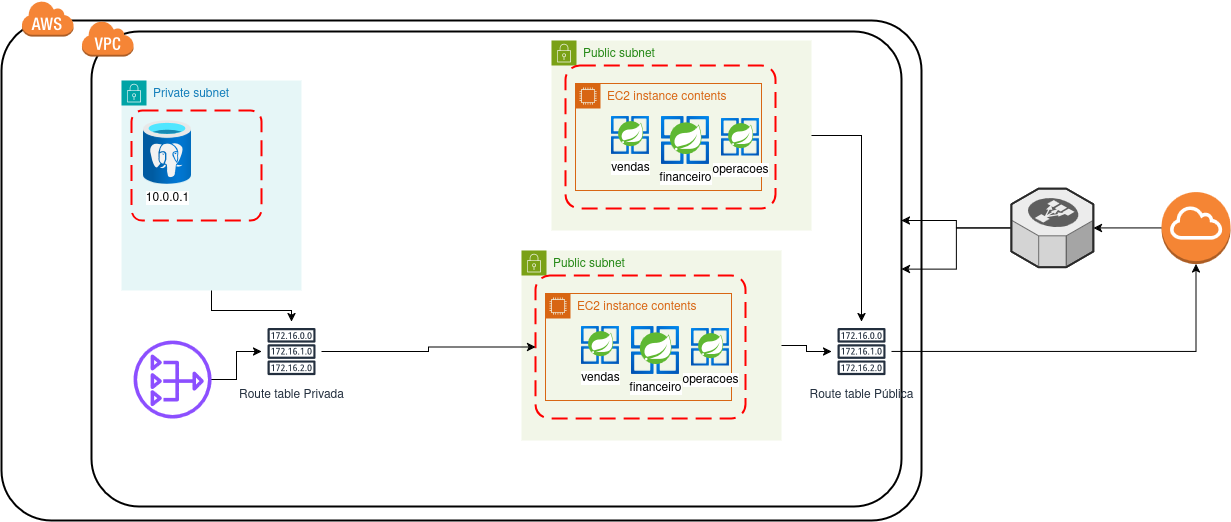 AWS
VPC
Private subnet
10.0.0.1
Public subnet
EC2 instance contents
vendas
financeiro
operacoes
Public subnet
EC2 instance contents
vendas
financeiro
operacoes
172.16.0.0
172.16.1.0
172.16.2.0
Route table Privada
172.16.0.0
172.16.1.0
172.16.2.0
Route table Pública